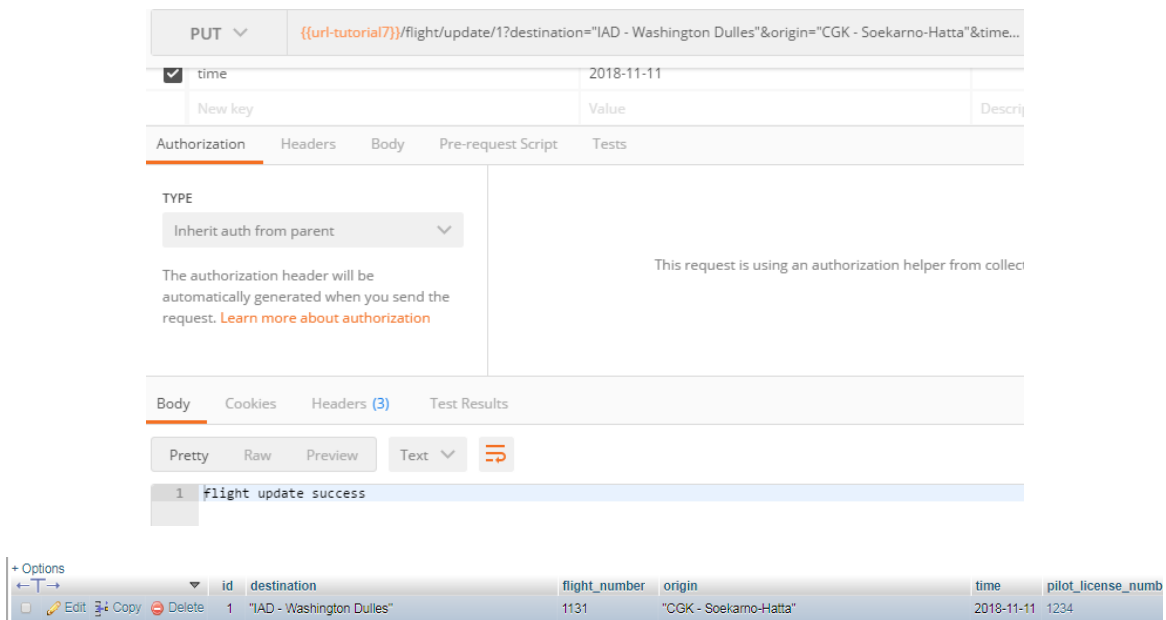 PUT {{url-tutorial7}}/flight/update/1?destination="IAD - Washington Dulles"&origin="CGK - Soekarno-Hatta"&time...
time 2018-11-11
New key Value Descrip
Authorization Headers Body Pre-request Script Tests
TYPE
Inherit auth from parent
This request is using an authorization helper from collect
The authorization header will be
automatically generated when you send the
request. Learn more about authorization
Body Cookies Headers (3) Test Results
Pretty Raw Preview Text
1 flight update success
+ Options
←T→ ▼ id destination flight_number origin time pilot_license_numb
Edit Copy Delete 1 "IAD - Washington Dulles" 1131 "CGK - Soekarno-Hatta" 2018-11-11 1234